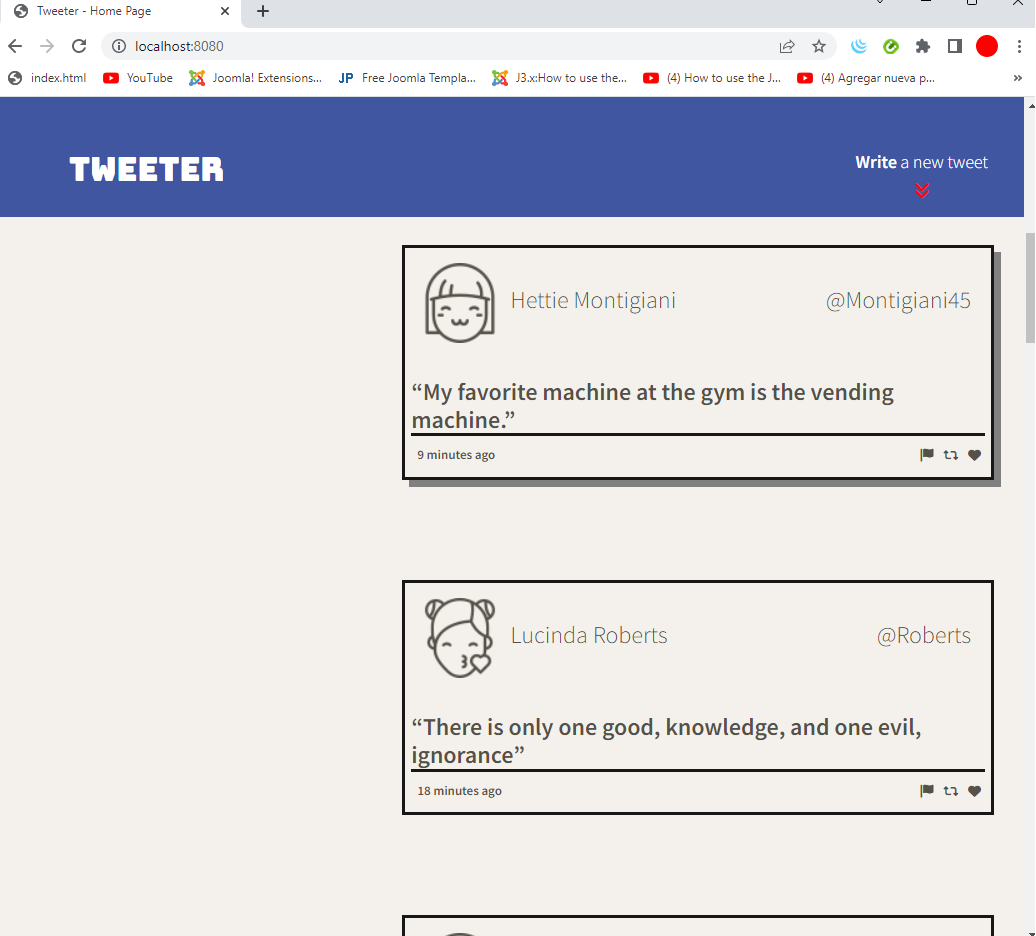 Tweeter - Home Page
localhost:8080
index.html YouTube Joomla! Extensions... JP Free Joomla Templa... J3.x:How to use the... (4) How to use the J... (4) Agregar nueva p... »
TWEETER
Write a new tweet
Hettie Montigiani @Montigiani45
“My favorite machine at the gym is the vending
machine.”
9 minutes ago
Lucinda Roberts @Roberts
“There is only one good, knowledge, and one evil,
ignorance”
18 minutes ago